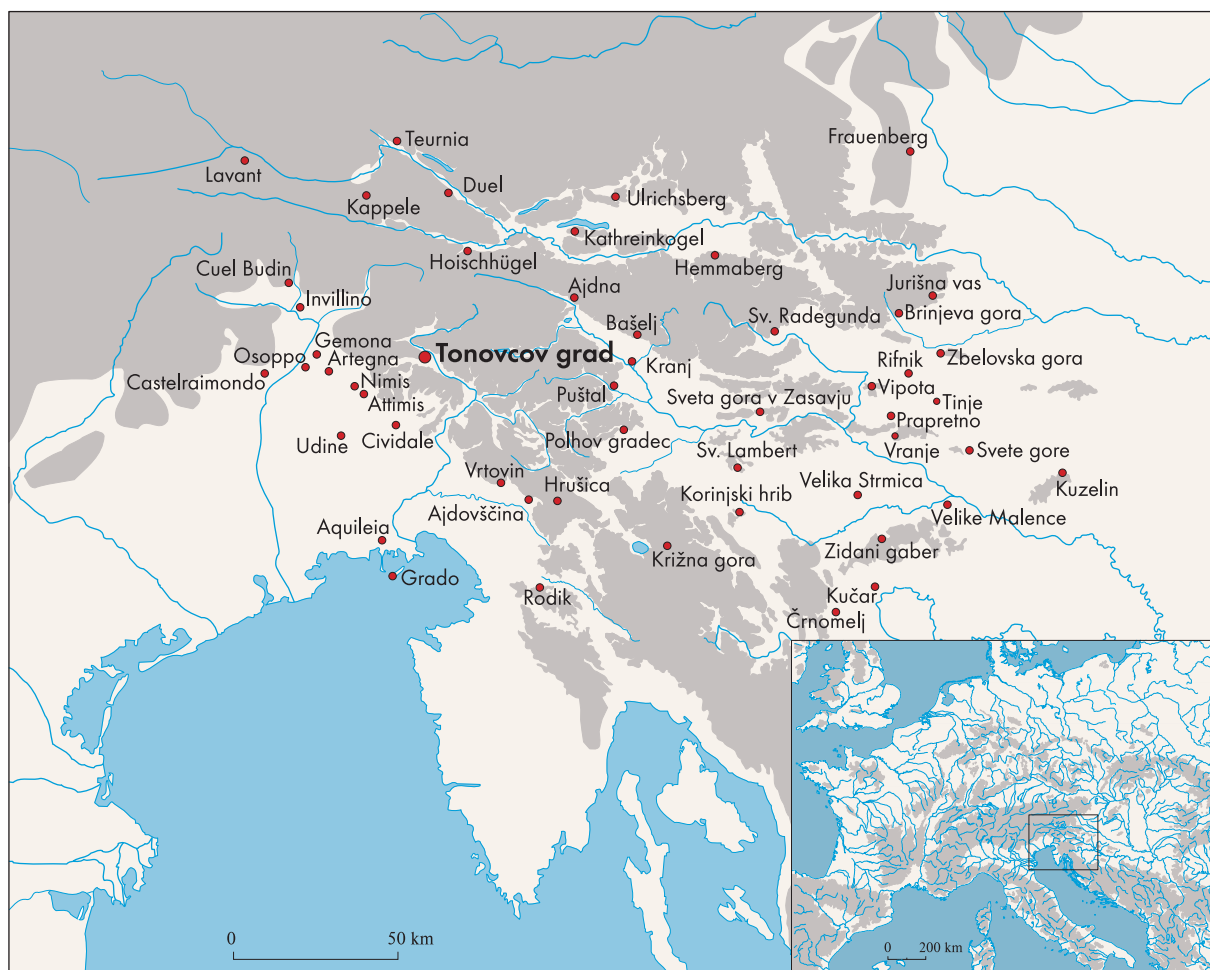 Teurnia
Frauenberg
Lavant
Duel
Kappele
Ulrichsberg
Kathreinkogel
Hoischhügel
Hemmaberg
Cuel Budin
Ajdna
Jurišna vas
Invillino
Bašelj
Sv. Radegunda
Brinjeva gora
Gemona
Osoppo
Artegna
Tonovcov grad
Kranj
Rifnik
Zbelovska gora
Castelraimondo
Nimis
Puštal
Sveta gora v Zasavju
Vipota
Attimis
Tinje
Prapretno
Udine
Cividale
Polhov gradec
Vranje
Svete gore
Sv. Lambert
Vrtovin
Hrušica
Velika Strmica
Kuzelin
Ajdovščina
Korinjski hrib
Velike Malence
Aquileia
Križna gora
Zidani gaber
Grado
Rodik
Kučar
Črnomelj
0 50 km
0 200 km